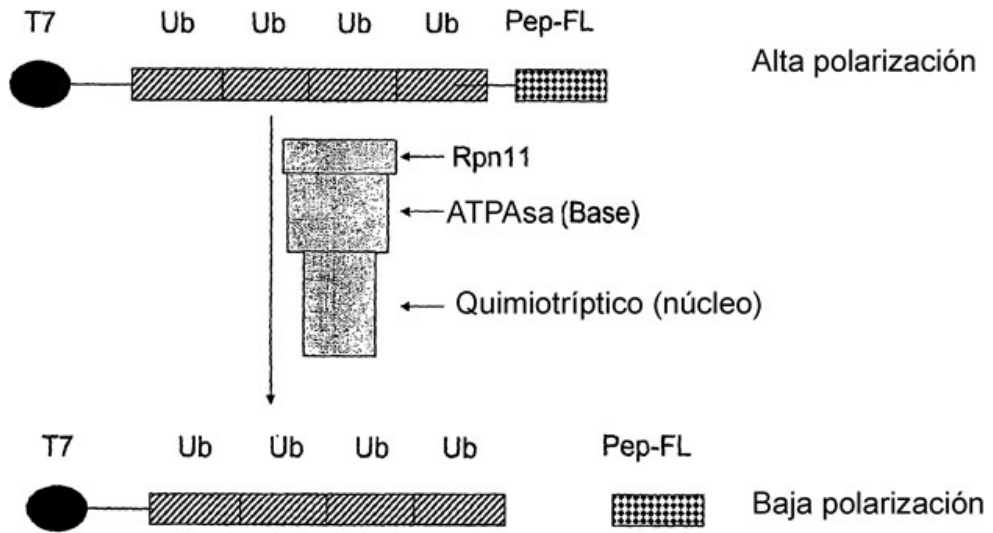 T7 Ub Ub Ub Ub Pep-FL
Alta polarización
Rpn11
ATPAsa (Base)
Quimiotríptico (núcleo)
T7 Ub Ub Ub Ub Pep-FL
Baja polarización